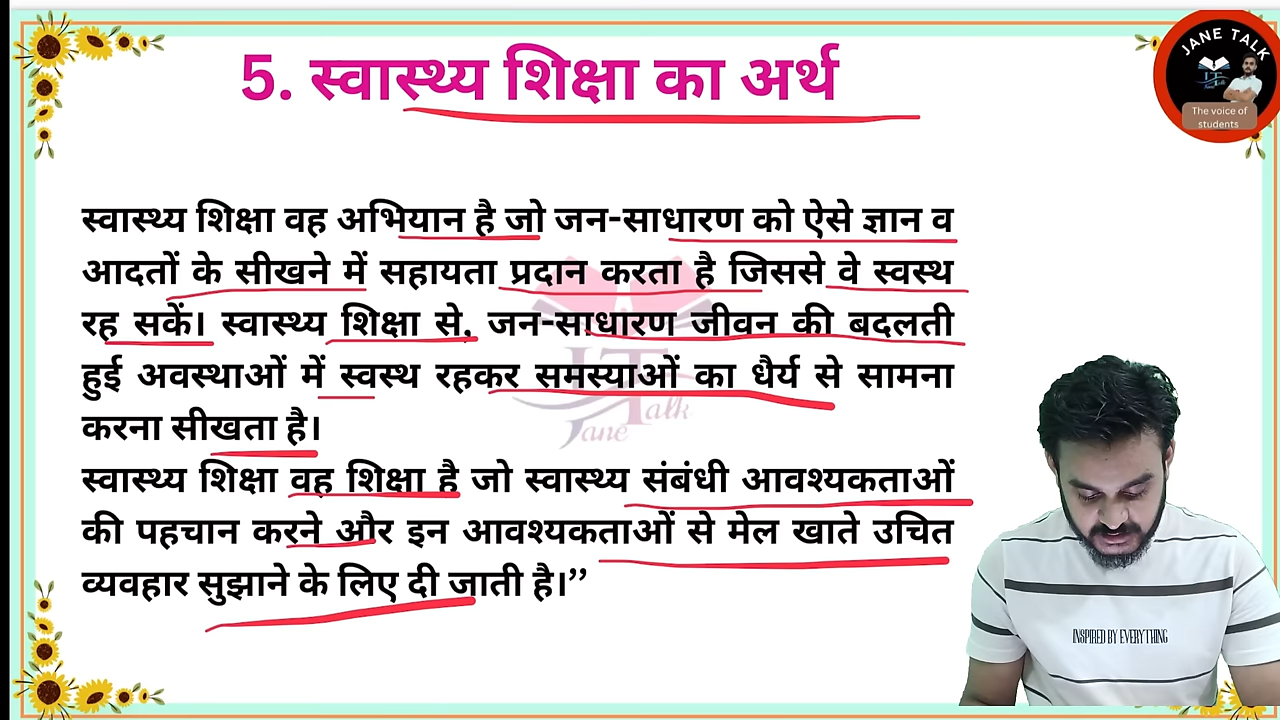 5. स्वास्थ्य शिक्षा का अर्थ
JANE TALK
The voice of
students
स्वास्थ्य शिक्षा वह अभियान है जो जन-साधारण को ऐसे ज्ञान व
आदतों के सीखने में सहायता प्रदान करता है जिससे वे स्वस्थ
रह सकें। स्वास्थ्य शिक्षा से, जन-साधारण जीवन की बदलती
हुई अवस्थाओं में स्वस्थ रहकर समस्याओं का धैर्य से सामना
करना सीखता है।
स्वास्थ्य शिक्षा वह शिक्षा है जो स्वास्थ्य संबंधी आवश्यकताओं
की पहचान करने और इन आवश्यकताओं से मेल खाते उचित
व्यवहार सुझाने के लिए दी जाती है।”
Jane Talk
INSPIRED BY EVERYTHING